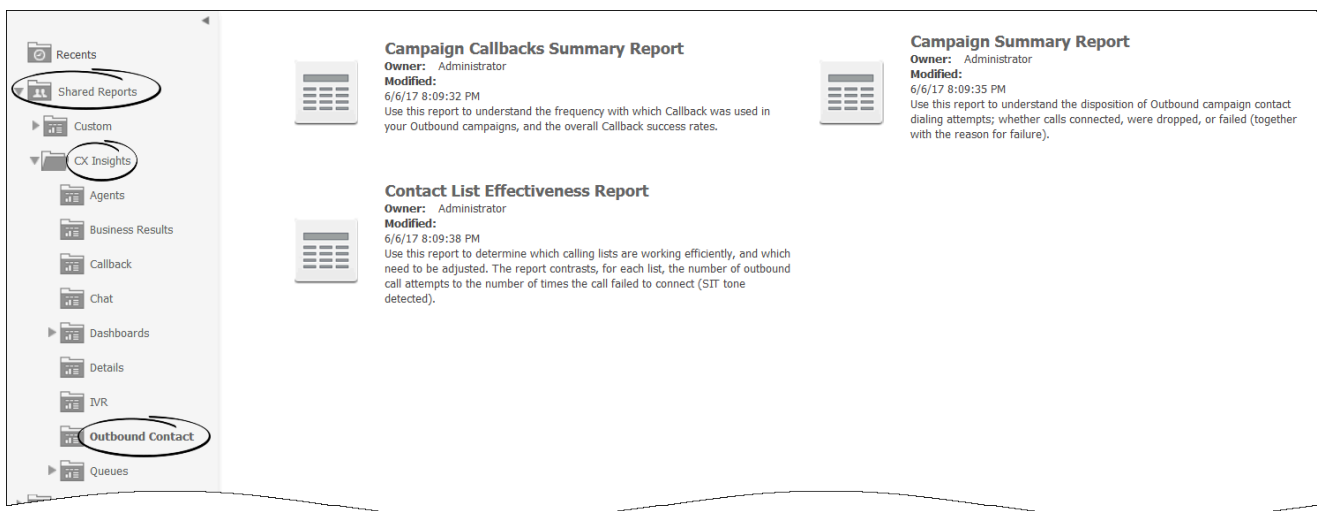 Recents
Shared Reports
Custom
CX Insights
Agents
Business Results
Callback
Chat
Dashboards
Details
IVR
Outbound Contact
Queues
Campaign Callbacks Summary Report
Owner: Administrator
Modified:
6/6/17 8:09:32 PM
Use this report to understand the frequency with which Callback was used in
your Outbound campaigns, and the overall Callback success rates.
Campaign Summary Report
Owner: Administrator
Modified:
6/6/17 8:09:35 PM
Use this report to understand the disposition of Outbound campaign contact
dialing attempts; whether calls connected, were dropped, or failed (together
with the reason for failure).
Contact List Effectiveness Report
Owner: Administrator
Modified:
6/6/17 8:09:38 PM
Use this report to determine which calling lists are working efficiently, and which
need to be adjusted. The report contrasts, for each list, the number of outbound
call attempts to the number of times the call failed to connect (SIT tone
detected).